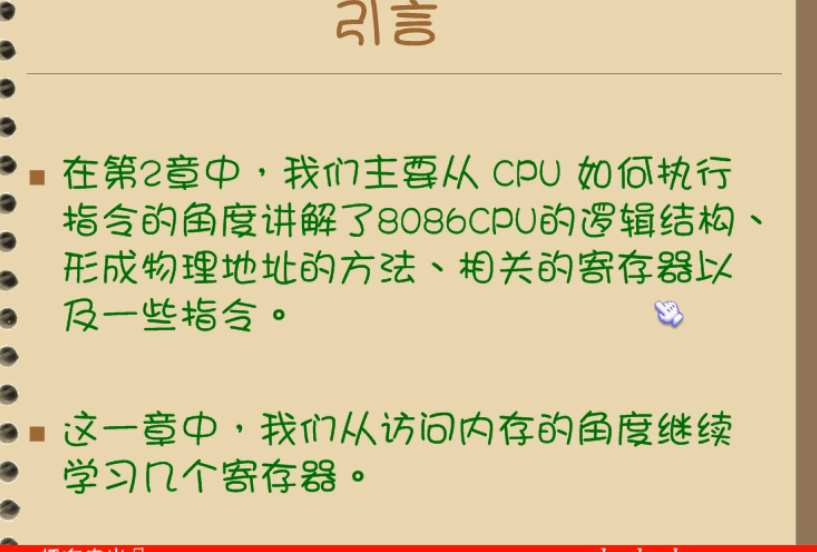 引言
在第2章中，我们主要从 CPU 如何执行
指令的角度讲解了8086CPU的逻辑结构、
形成物理地址的方法、相关的寄存器以
及一些指令。
这一章中，我们从访问内存的角度继续
学习几个寄存器。